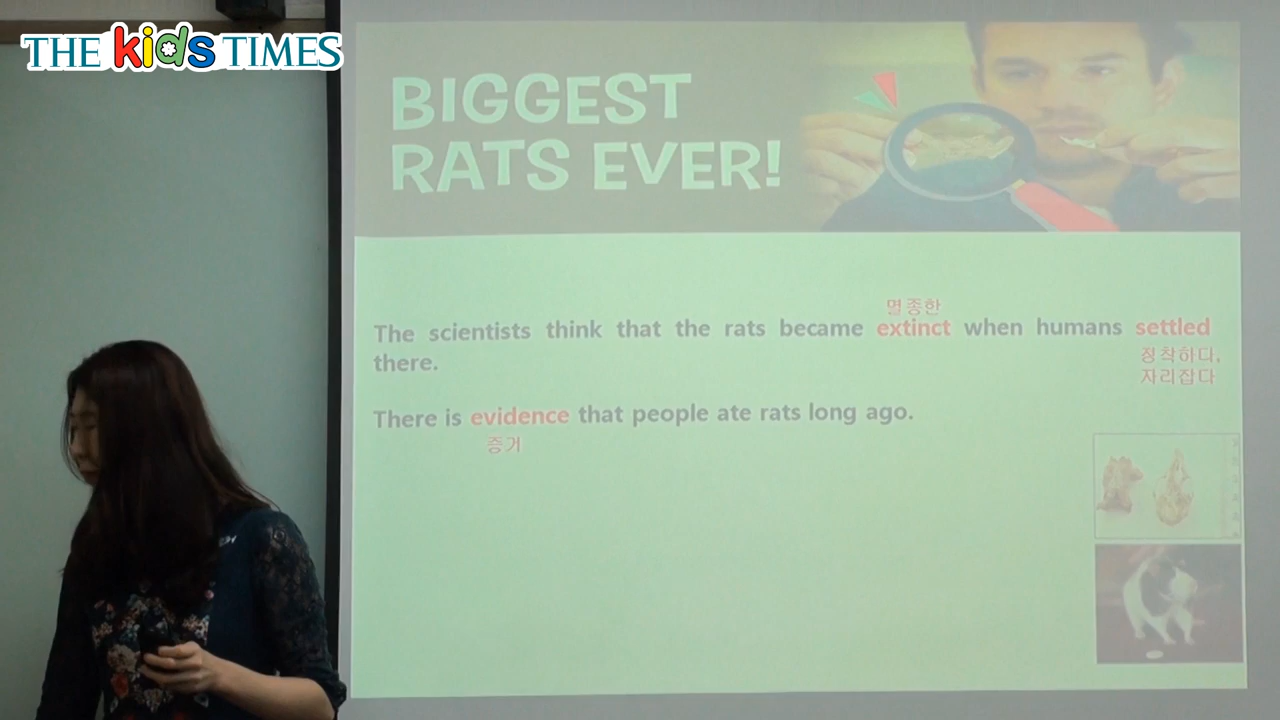 THE kids TIMES
BIGGEST
RATS EVER!
멸종한
The scientists think that the rats became extinct when humans settled
there.
정착하다,
자리잡다
There is evidence that people ate rats long ago.
증거